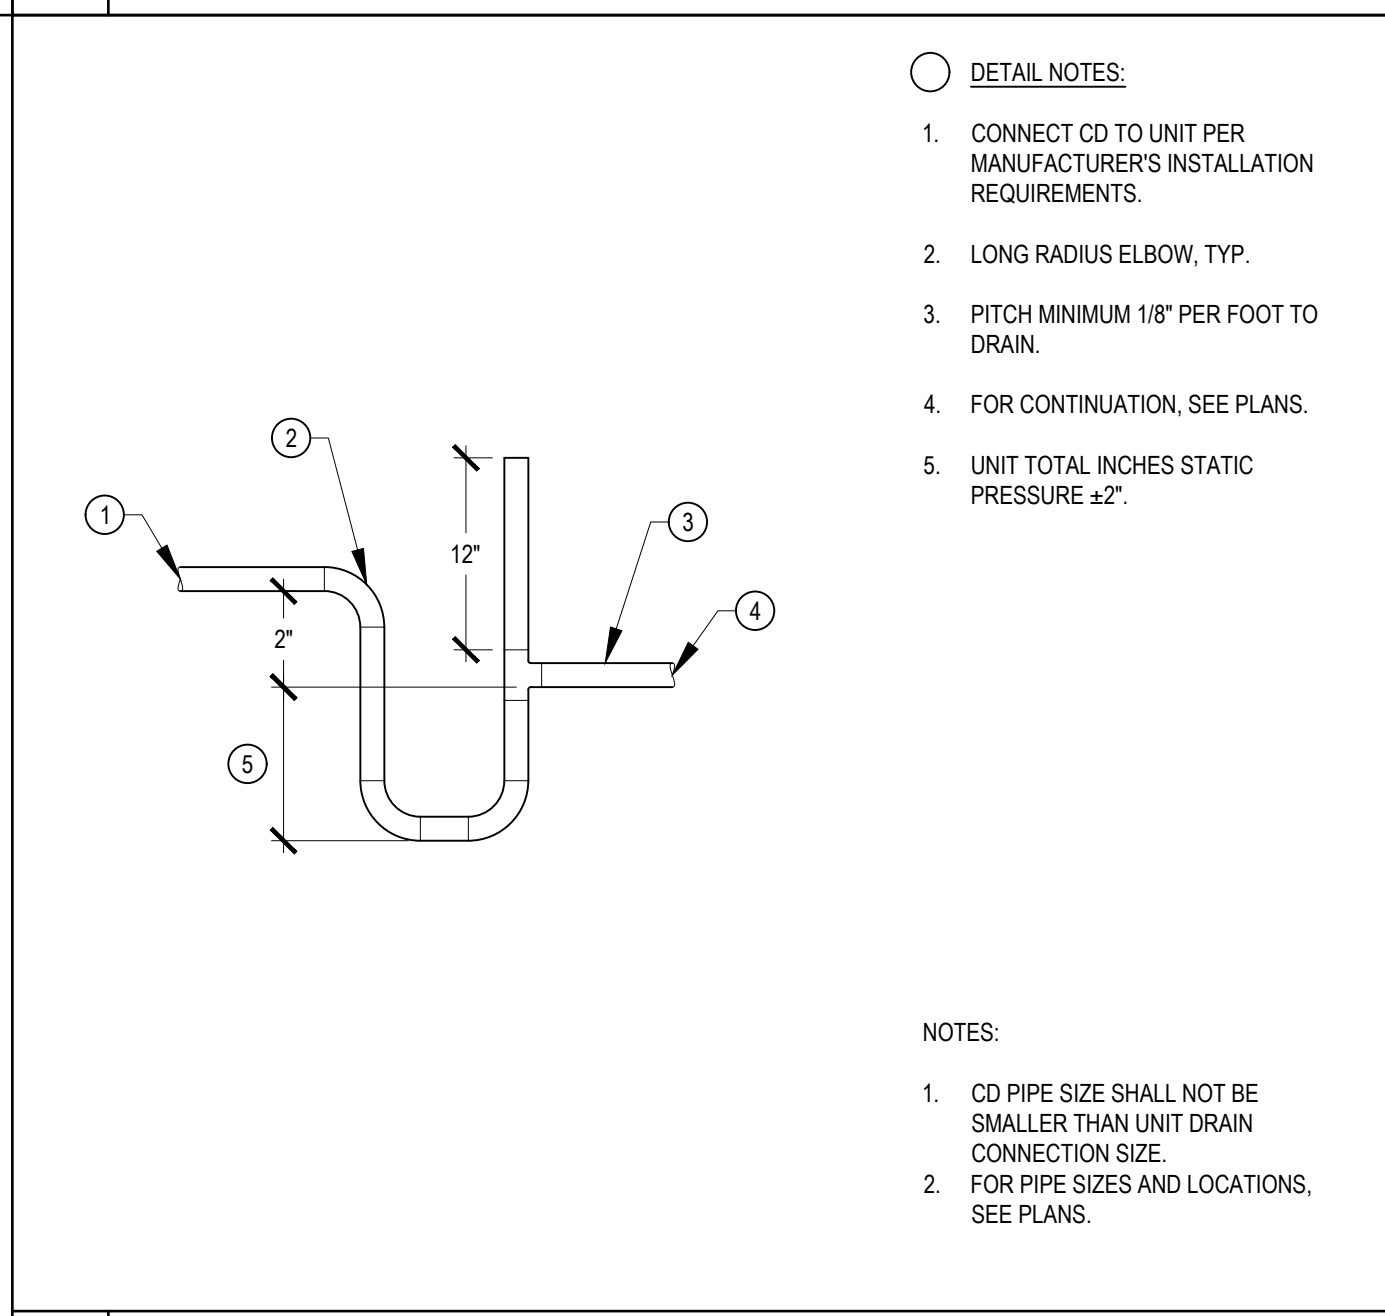 DETAIL NOTES:
1. CONNECT CD TO UNIT PER
MANUFACTURER'S INSTALLATION
REQUIREMENTS.
2. LONG RADIUS ELBOW, TYP.
3. PITCH MINIMUM 1/8" PER FOOT TO
DRAIN.
4. FOR CONTINUATION, SEE PLANS.
5. UNIT TOTAL INCHES STATIC
PRESSURE ±2".
2
1
3
12"
4
2"
5
NOTES:
1. CD PIPE SIZE SHALL NOT BE
SMALLER THAN UNIT DRAIN
CONNECTION SIZE.
2. FOR PIPE SIZES AND LOCATIONS,
SEE PLANS.